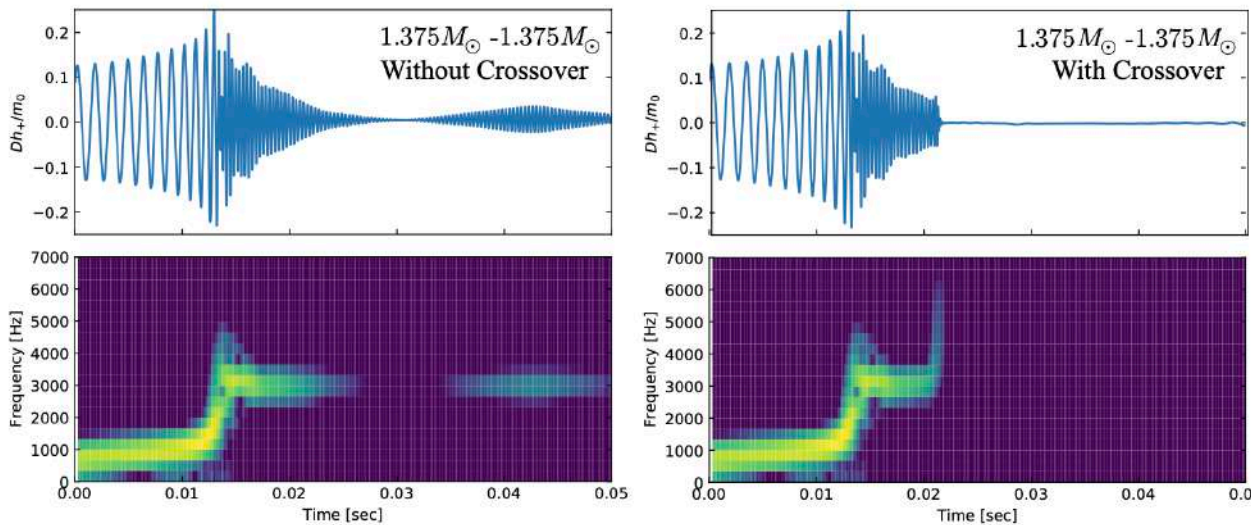 0.2
0.1
0.0
−0.1
−0.2
Dh₊/m₀
1.375M⊙ -1.375M⊙
Without Crossover
7000
6000
5000
4000
3000
2000
1000
0
Frequency [Hz]
0.00 0.01 0.02 0.03 0.04 0.05
Time [sec]
0.2
0.1
0.0
−0.1
−0.2
Dh₊/m₀
1.375M⊙ -1.375M⊙
With Crossover
7000
6000
5000
4000
3000
2000
1000
0
Frequency [Hz]
0.00 0.01 0.02 0.03 0.04 0.05
Time [sec]